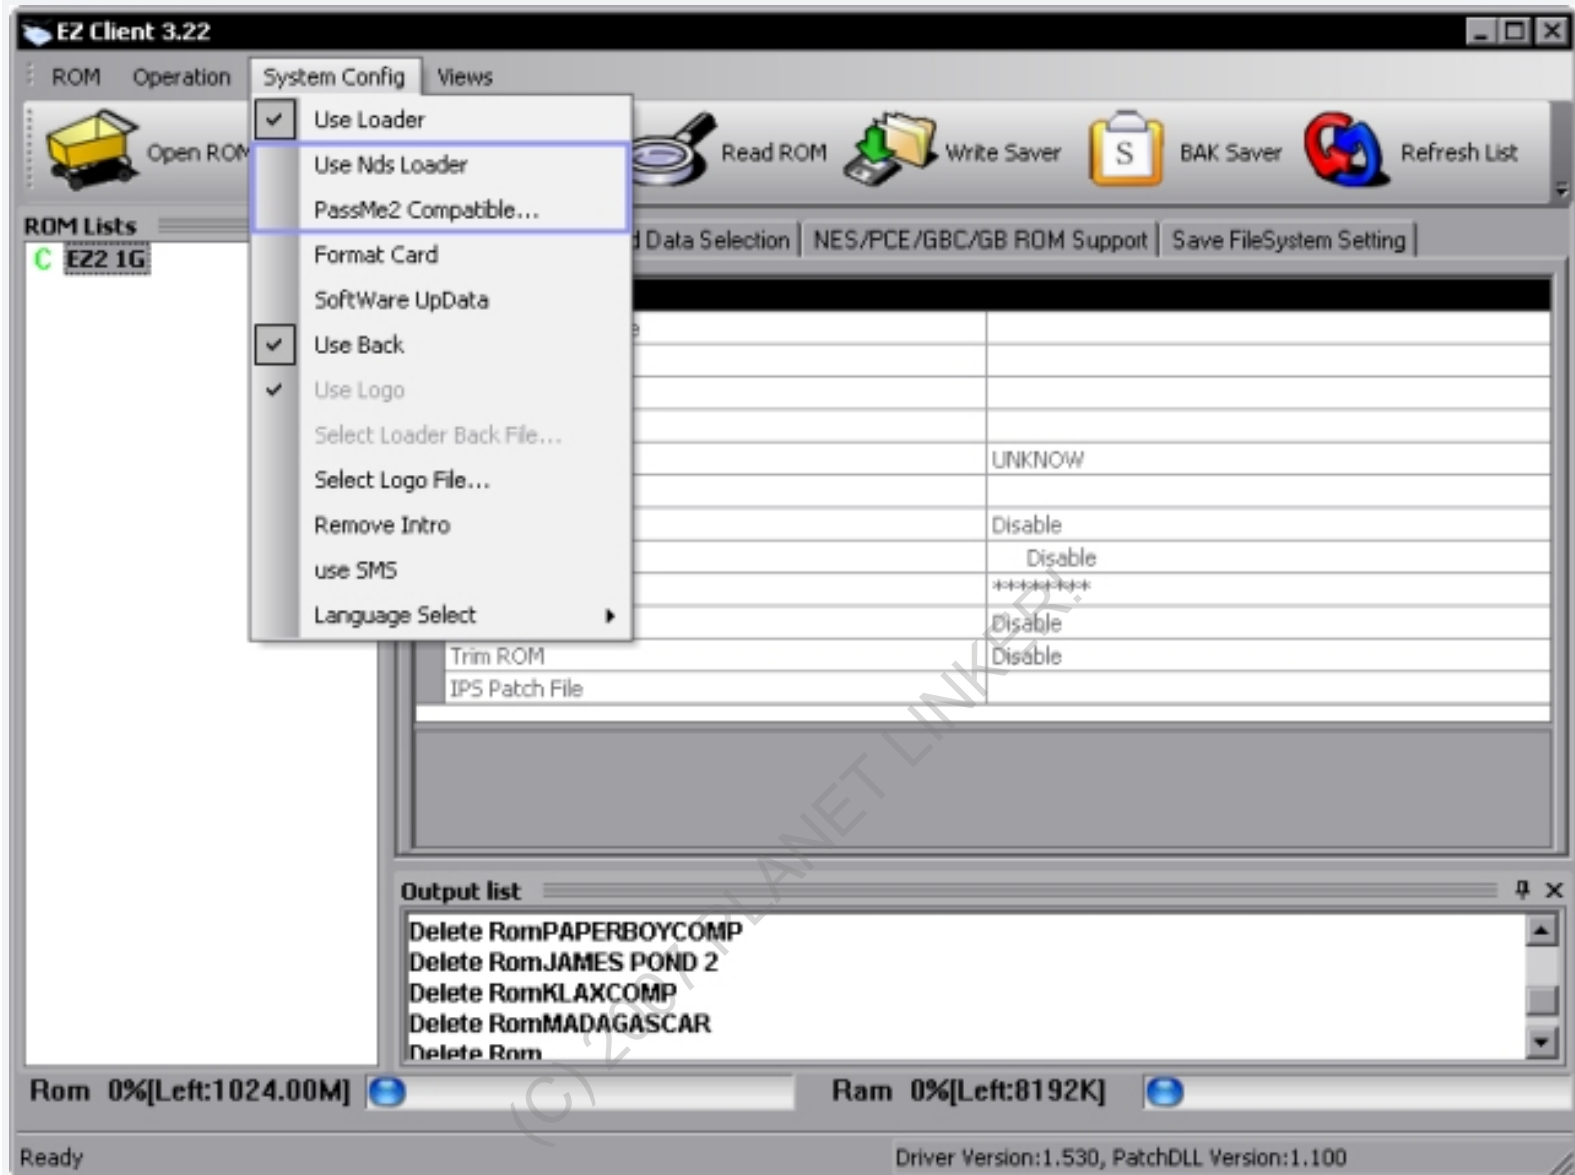 EZ Client 3.22
ROM Operation System Config Views
Open ROM Read ROM Write Saver S BAK Saver Refresh List
Use Loader
Use Nds Loader
PassMe2 Compatible...
Format Card
SoftWare UpData
Use Back
Use Logo
Select Loader Back File...
Select Logo File...
Remove Intro
use SMS
Language Select
ROM Lists
C EZ2 1G
d Data Selection NES/PCE/GBC/GB ROM Support Save FileSystem Setting
e
UNKNOW
Disable
Disable
********
Disable
Trim ROM Disable
IPS Patch File
Output list
Delete RomPAPERBOYCOMP
Delete RomJAMES POND 2
Delete RomKLAXCOMP
Delete RomMADAGASCAR
Delete Rom
Rom 0%[Left:1024.00M] Ram 0%[Left:8192K]
Ready Driver Version:1.530, PatchDLL Version:1.100
(C) 2007 PLANET LINKER!